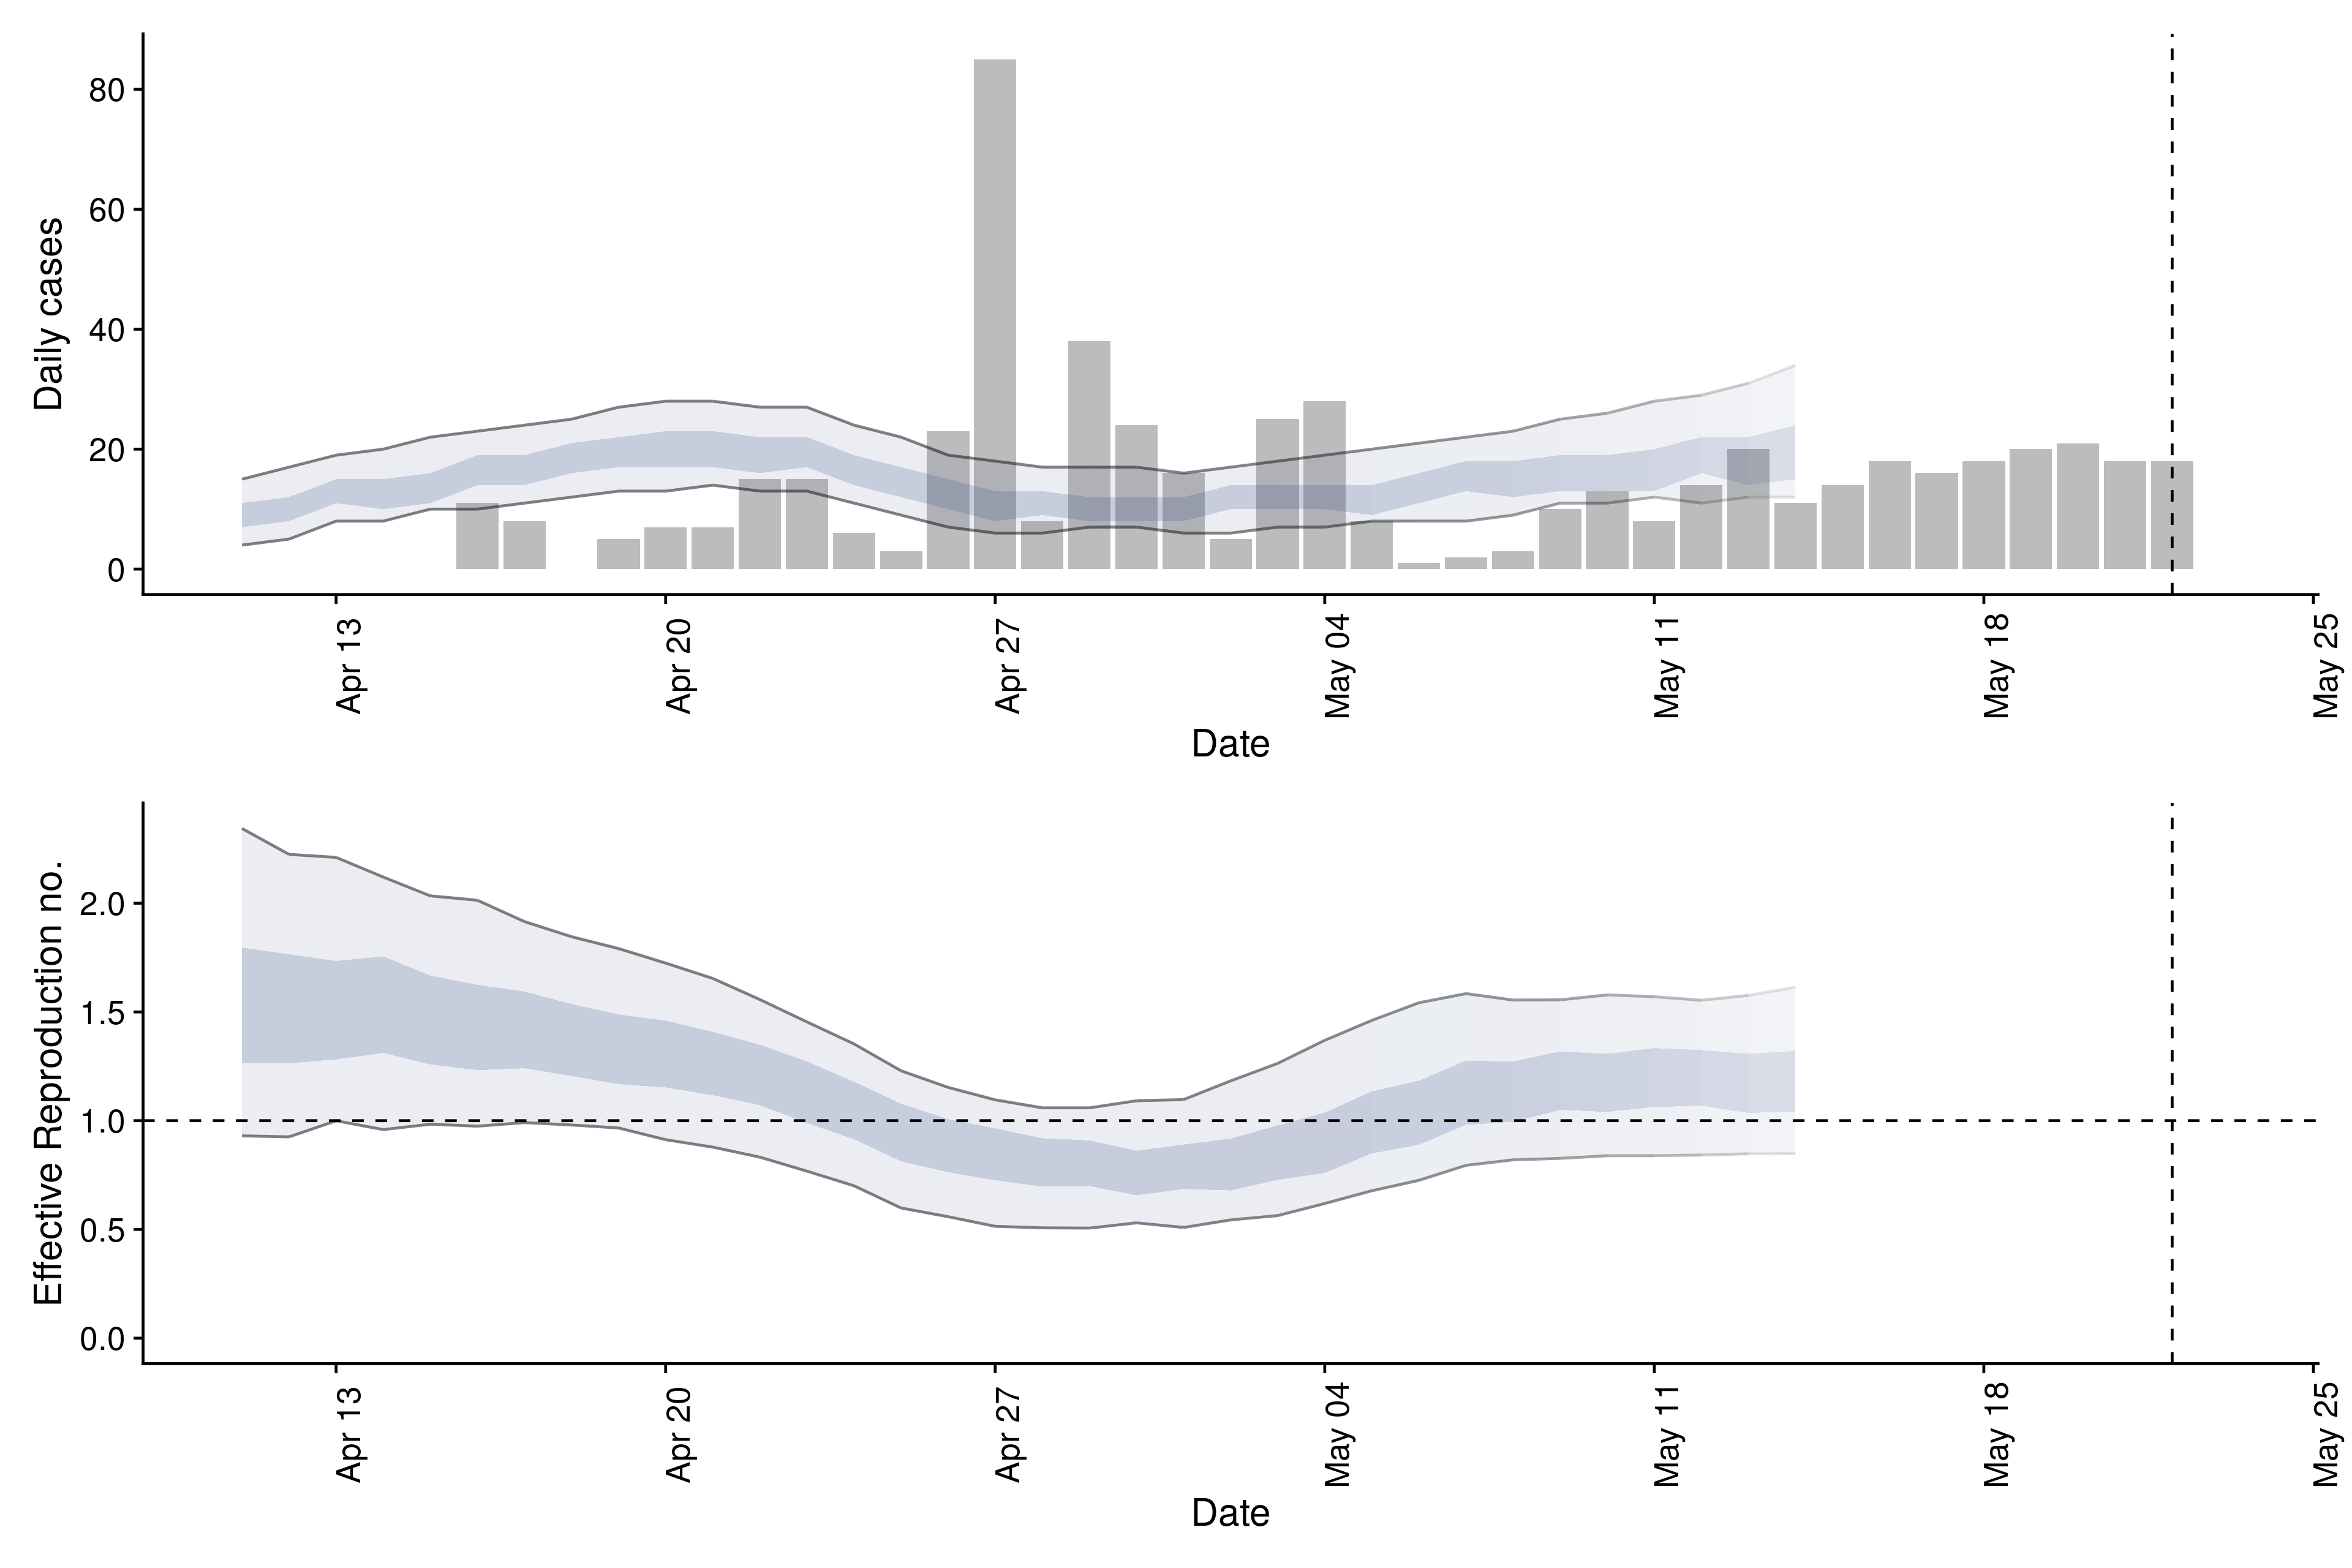 Daily cases
80
60
40
20
0
Apr 13
Apr 20
Apr 27
May 04
May 11
May 18
May 25
Date
Effective Reproduction no.
2.0
1.5
1.0
0.5
0.0
Apr 13
Apr 20
Apr 27
May 04
May 11
May 18
May 25
Date